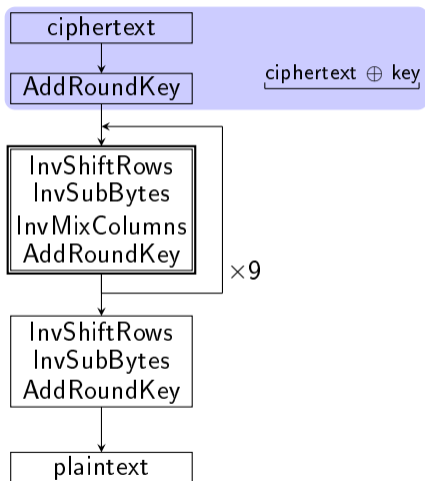 ciphertext
AddRoundKey
ciphertext ⊕ key
InvShiftRows
InvSubBytes
InvMixColumns
AddRoundKey
×9
InvShiftRows
InvSubBytes
AddRoundKey
plaintext